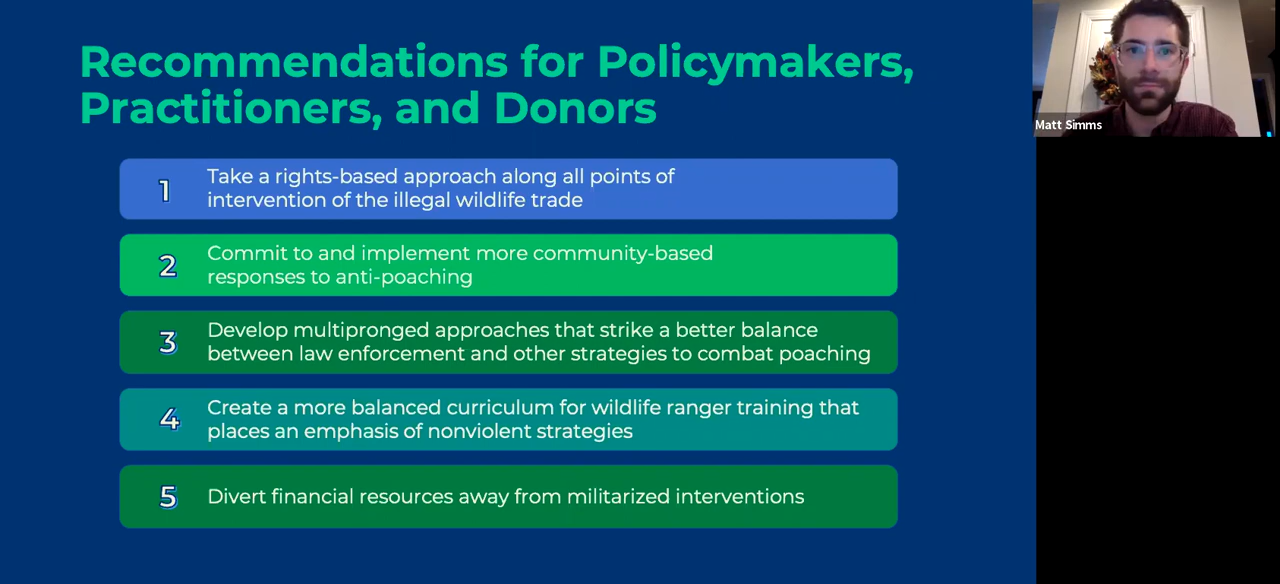 Recommendations for Policymakers,
Practitioners, and Donors
1
Take a rights-based approach along all points of
intervention of the illegal wildlife trade
2
Commit to and implement more community-based
responses to anti-poaching
3
Develop multipronged approaches that strike a better balance
between law enforcement and other strategies to combat poaching
4
Create a more balanced curriculum for wildlife ranger training that
places an emphasis of nonviolent strategies
5
Divert financial resources away from militarized interventions
Matt Simms